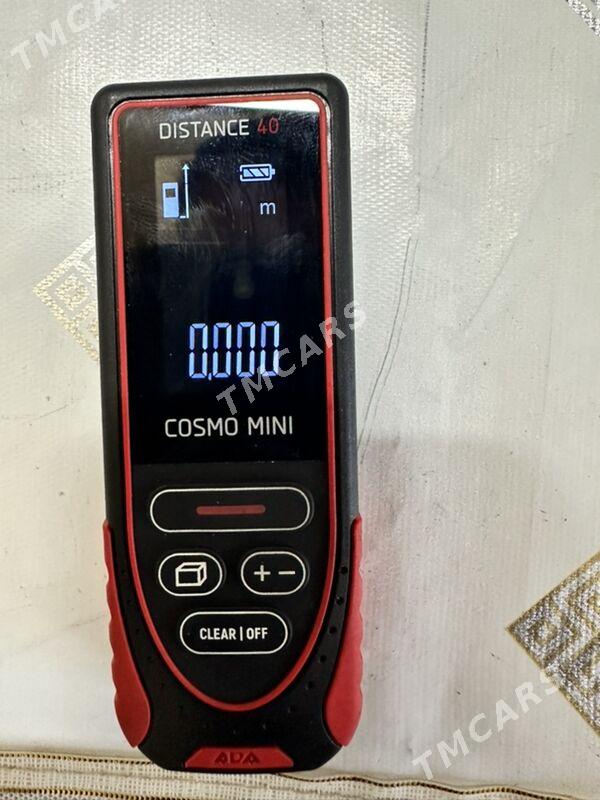 TMCARS
TMCARS
DISTANCE 40
m
0.000
TMCARS
COSMO MINI
+ −
CLEAR | OFF
TMCARS
ADA